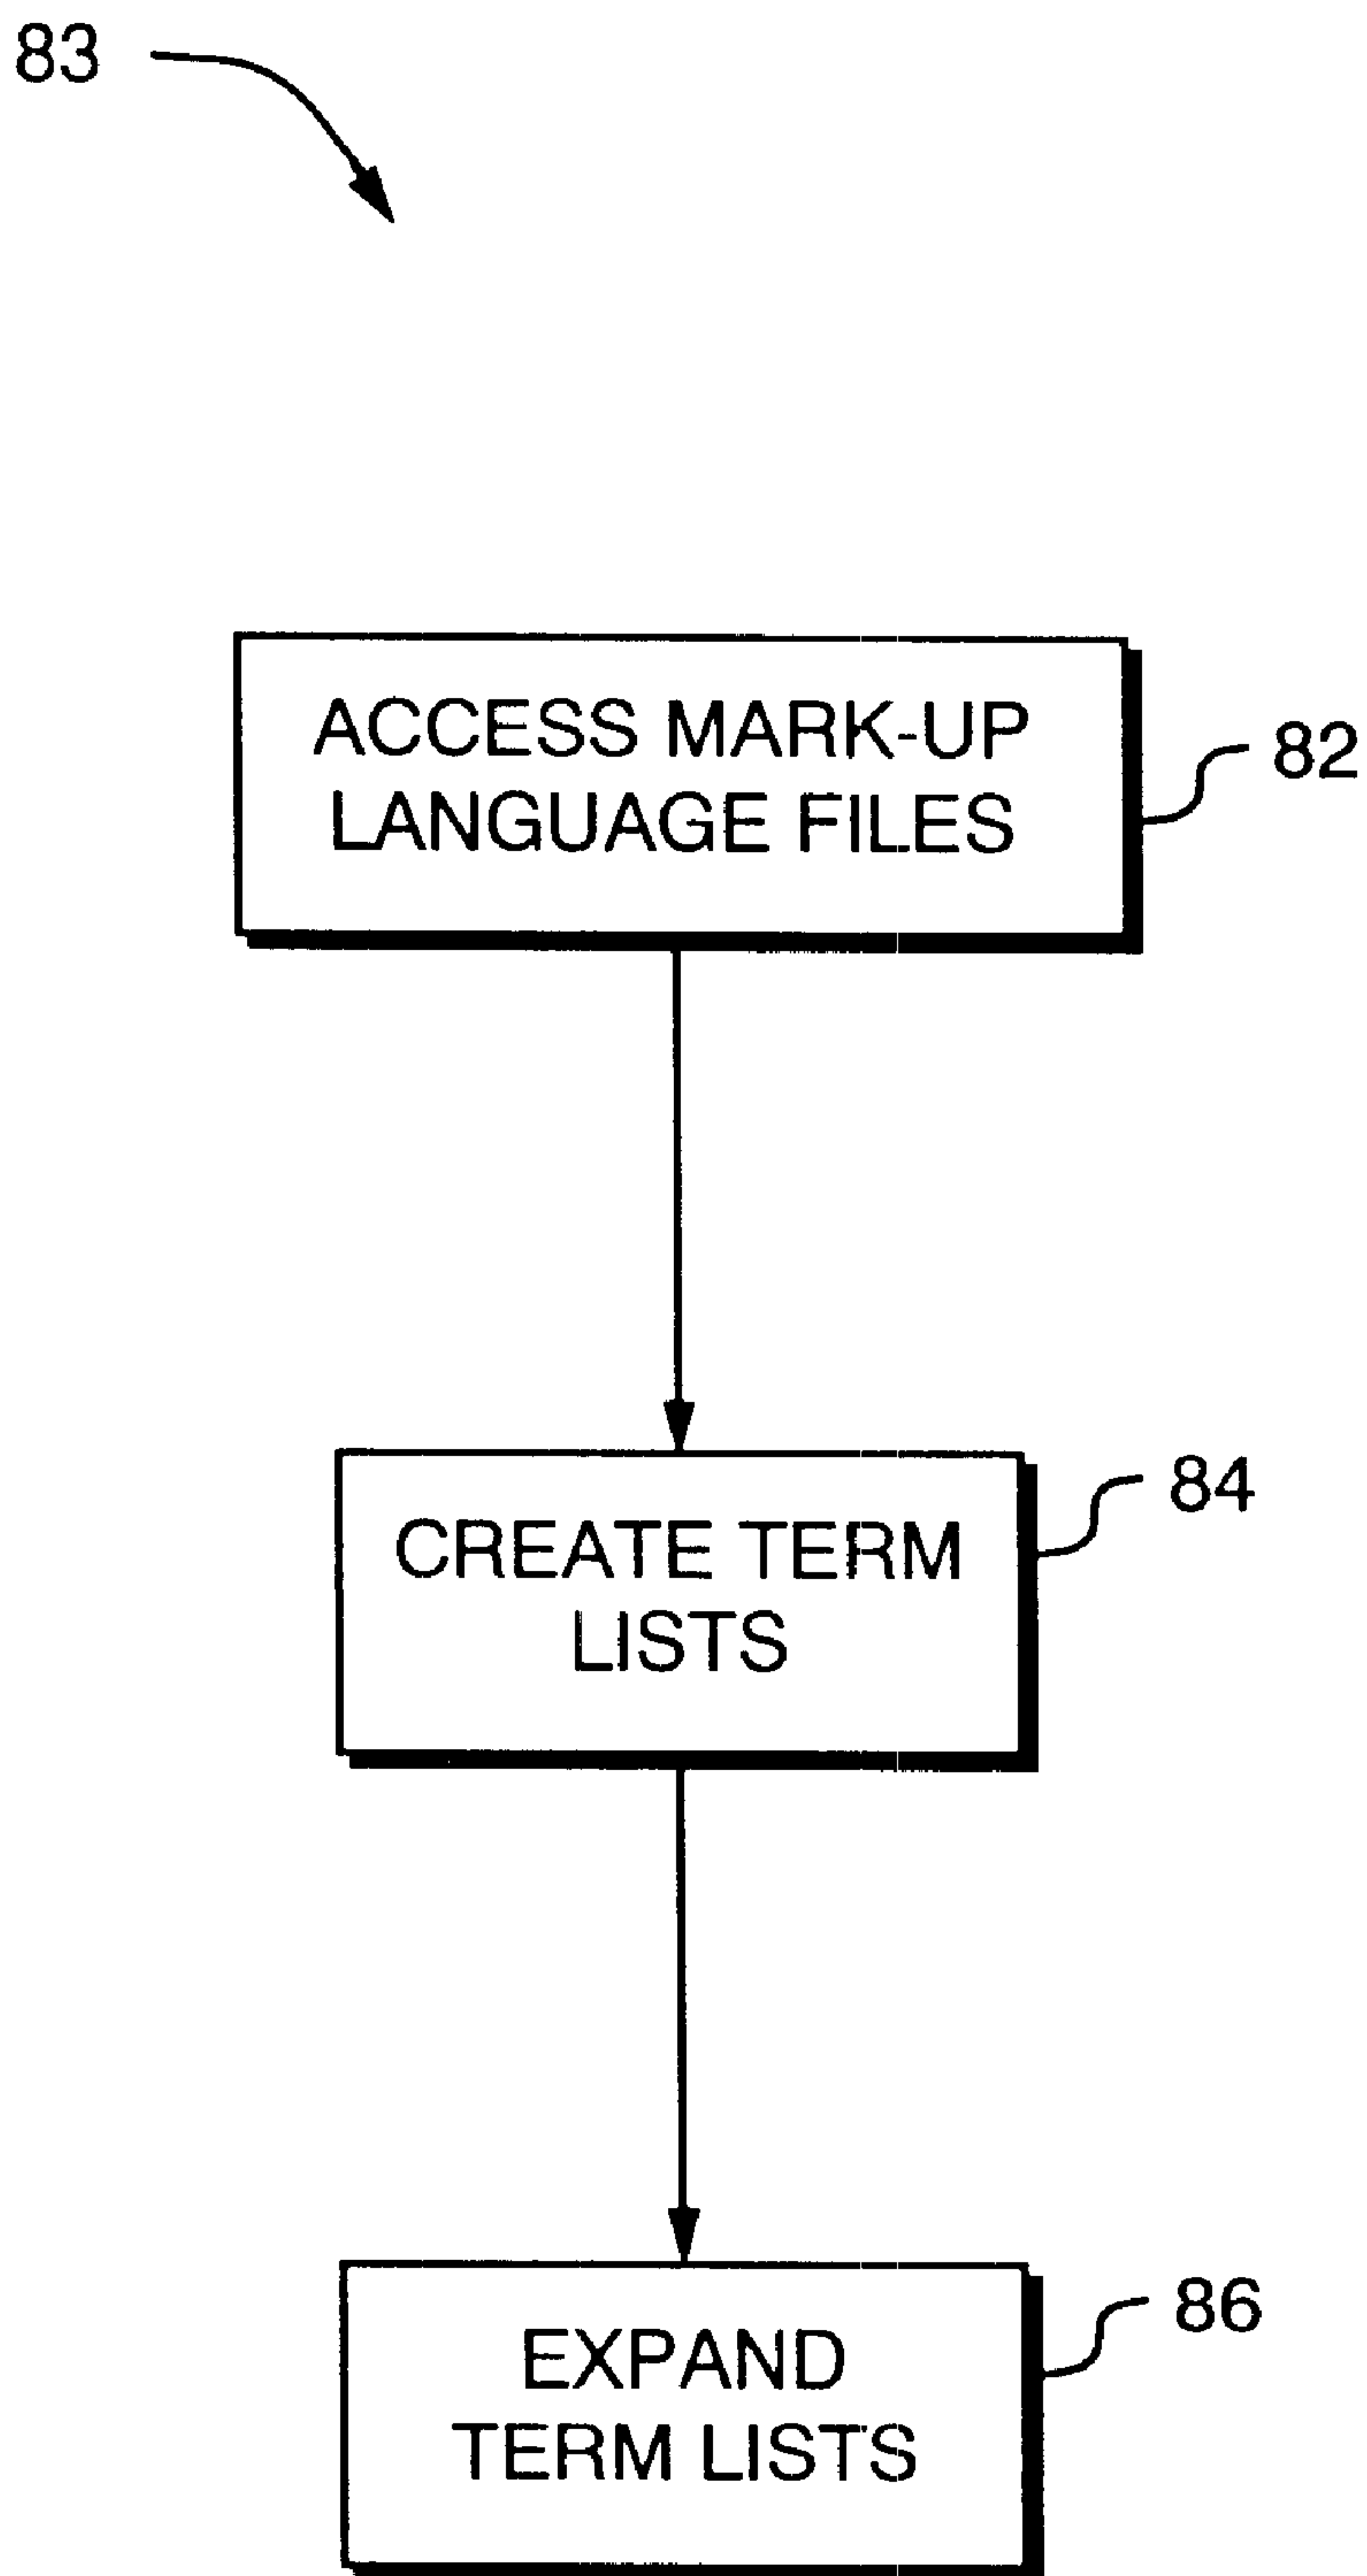 83
ACCESS MARK-UP
LANGUAGE FILES
82
CREATE TERM
LISTS
84
EXPAND
TERM LISTS
86